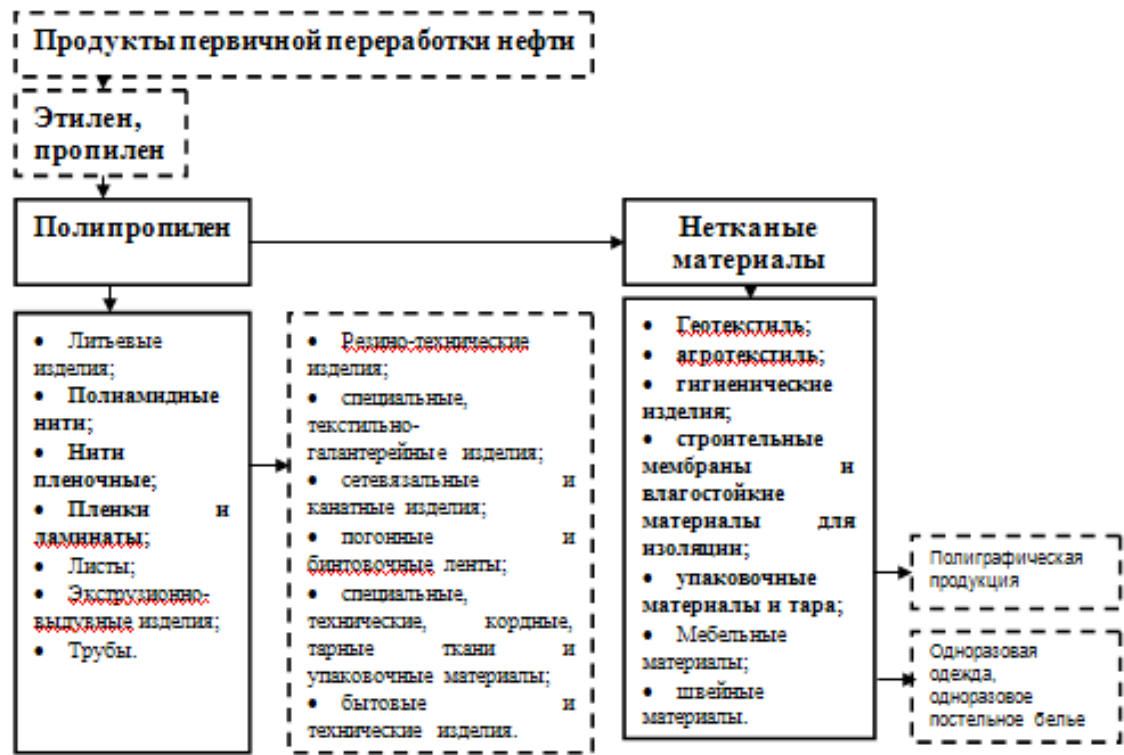 Продукты первичной переработки нефти
Этилен,
пропилен
Полипропилен
Нетканые
материалы
• Литьевые
изделия;
• Полиамидные
нити;
• Нити
пленочные;
• Пленки и
ламинаты;
• Листы;
• Экструзионно-
выдувные изделия;
• Трубы.
• Резино-технические
изделия;
• специальные,
текстильно-
галантерейные изделия;
• сетевязальные и
канатные изделия;
• погонные и
бинтовочные ленты;
• специальные,
технические, кордные,
тарные ткани и
упаковочные материалы;
• бытовые и
технические изделия.
• Геотекстиль;
• агротекстиль;
• гигиенические
изделия;
• строительные
мембраны и
влагостойкие
материалы для
изоляции;
• упаковочные
материалы и тара;
• Мебельные
материалы;
• швейные
материалы.
Полиграфическая
продукция
Одноразовая
одежда,
одноразовое
постельное белье